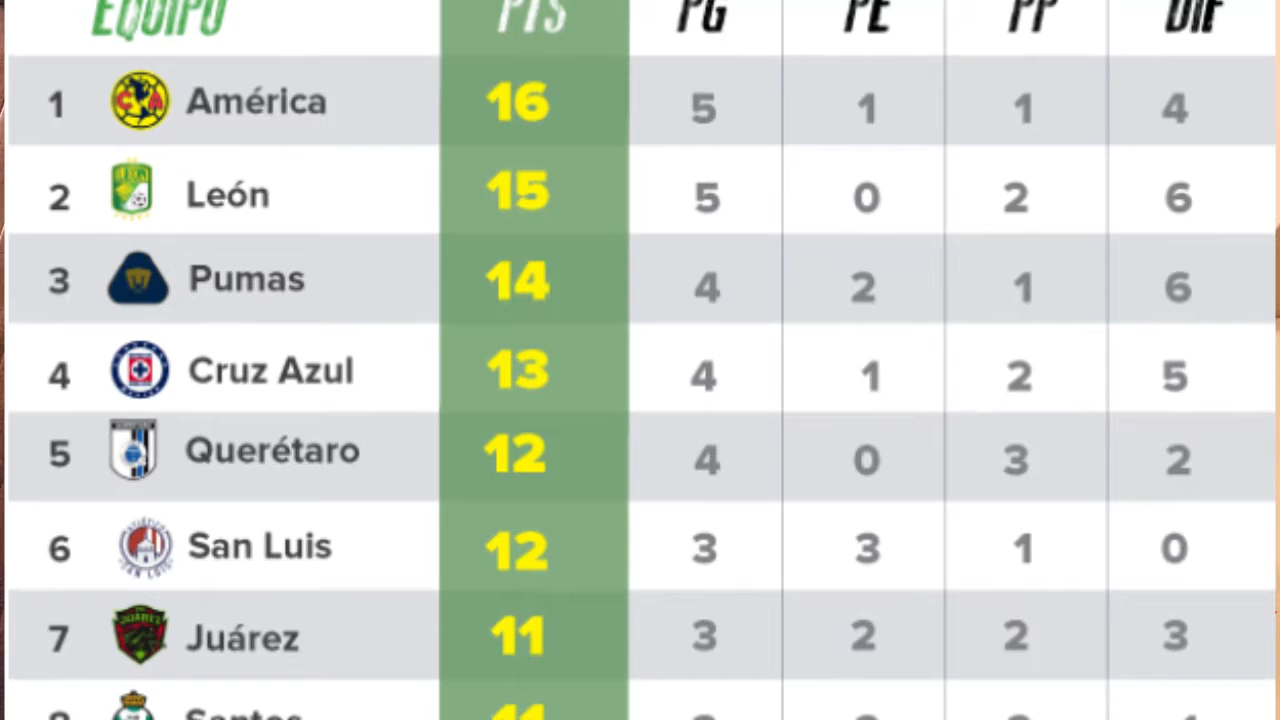 EQUIPO PTS PG PE PP DIF
1 América 16 5 1 1 4
2 León 15 5 0 2 6
3 Pumas 14 4 2 1 6
4 Cruz Azul 13 4 1 2 5
5 Querétaro 12 4 0 3 2
6 San Luis 12 3 3 1 0
7 Juárez 11 3 2 2 3
Santos 11